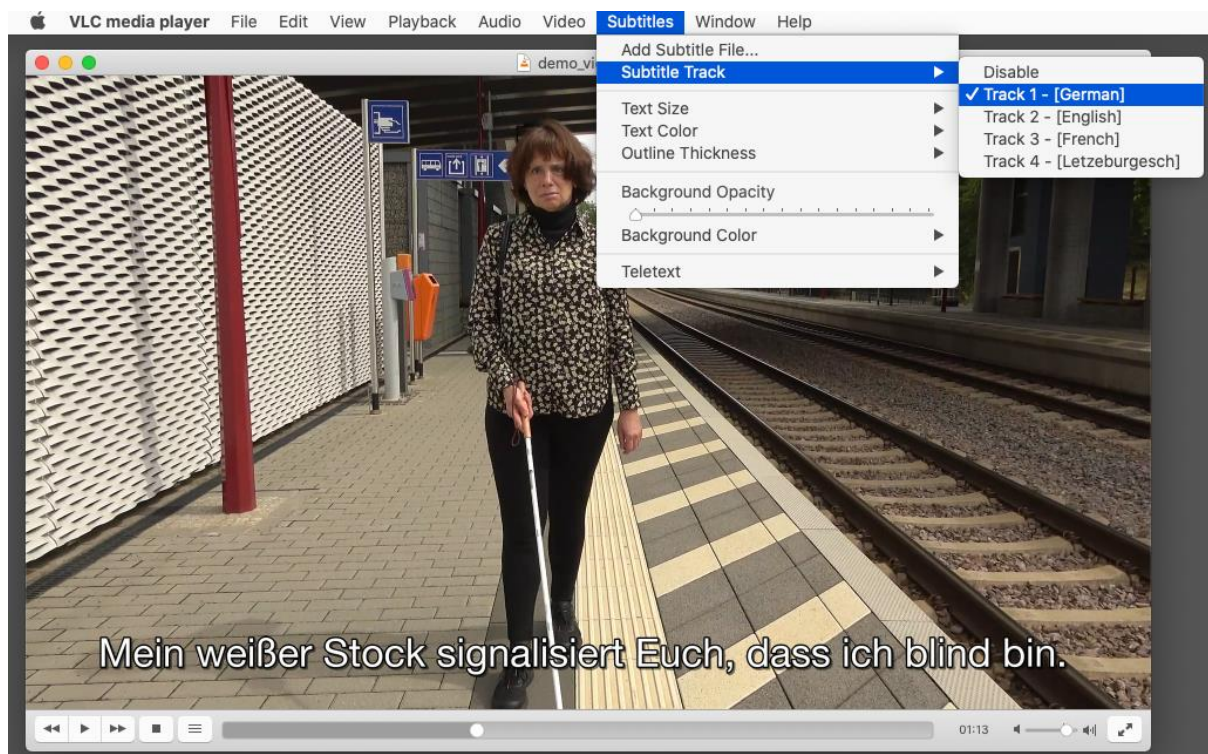 VLC media player File Edit View Playback Audio Video Subtitles Window Help
demo_vi
Add Subtitle File...
Subtitle Track
Text Size
Text Color
Outline Thickness
Background Opacity
Background Color
Teletext
Disable
✓ Track 1 - [German]
Track 2 - [English]
Track 3 - [French]
Track 4 - [Letzeburgesch]
Mein weißer Stock signalisiert Euch, dass ich blind bin.
01:13